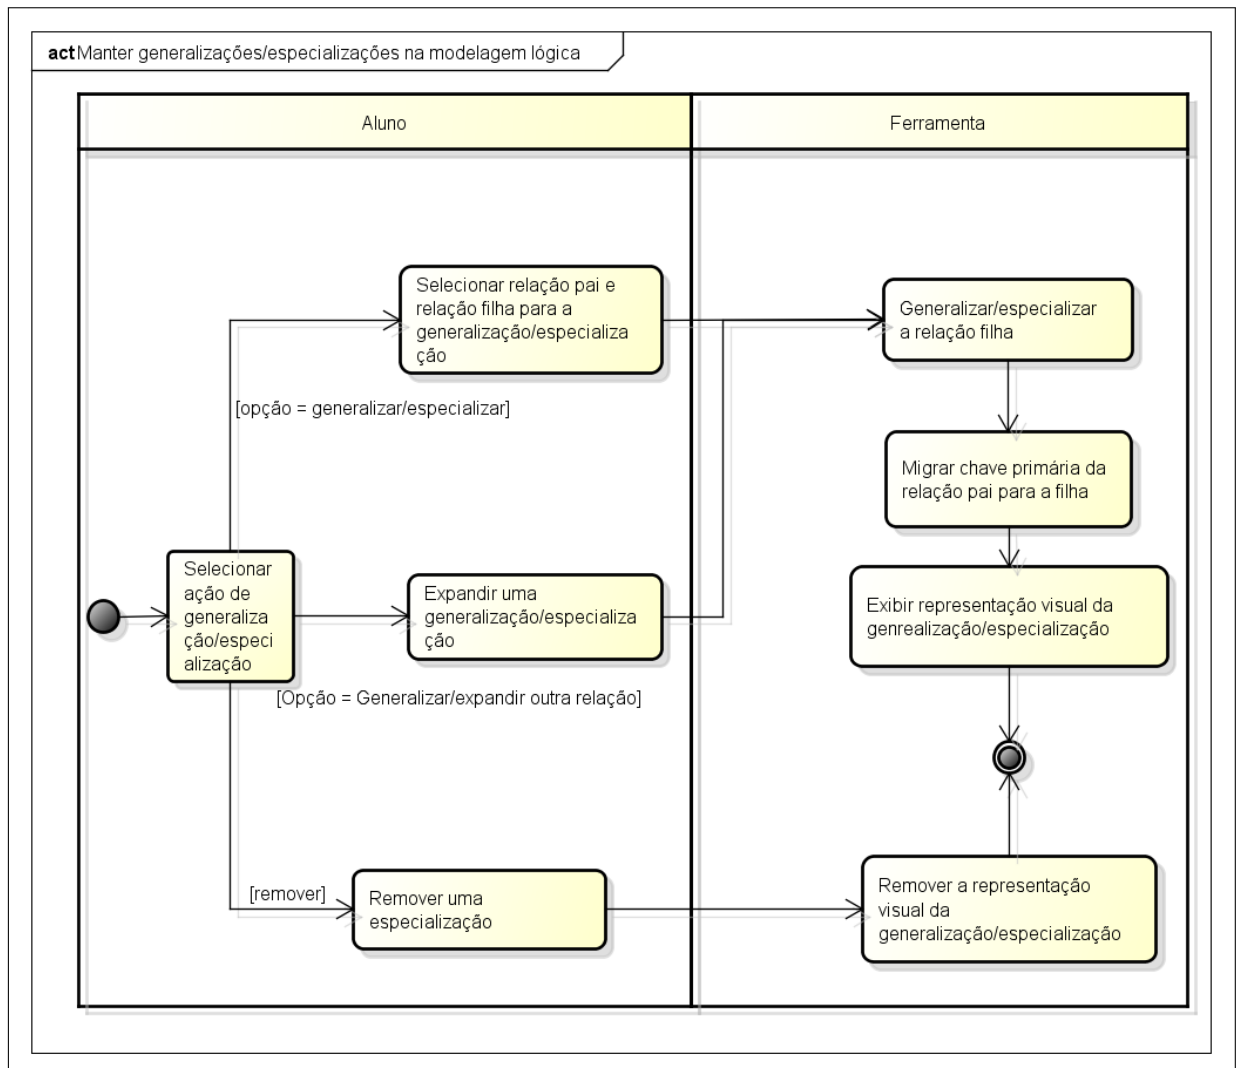 act Manter generalizações/especializações na modelagem lógica
Aluno
Ferramenta
Selecionar relação pai e
relação filha para a
generalização/especializa
ção
Generalizar/especializar
a relação filha
[opção = generalizar/especializar]
Migrar chave primária da
relação pai para a filha
Selecionar
ação de
generaliza
ção/especi
alização
Expandir uma
generalização/especializa
ção
Exibir representação visual da
genrealização/especialização
[Opção = Generalizar/expandir outra relação]
[remover]
Remover uma
especialização
Remover a representação
visual da
generalização/especialização